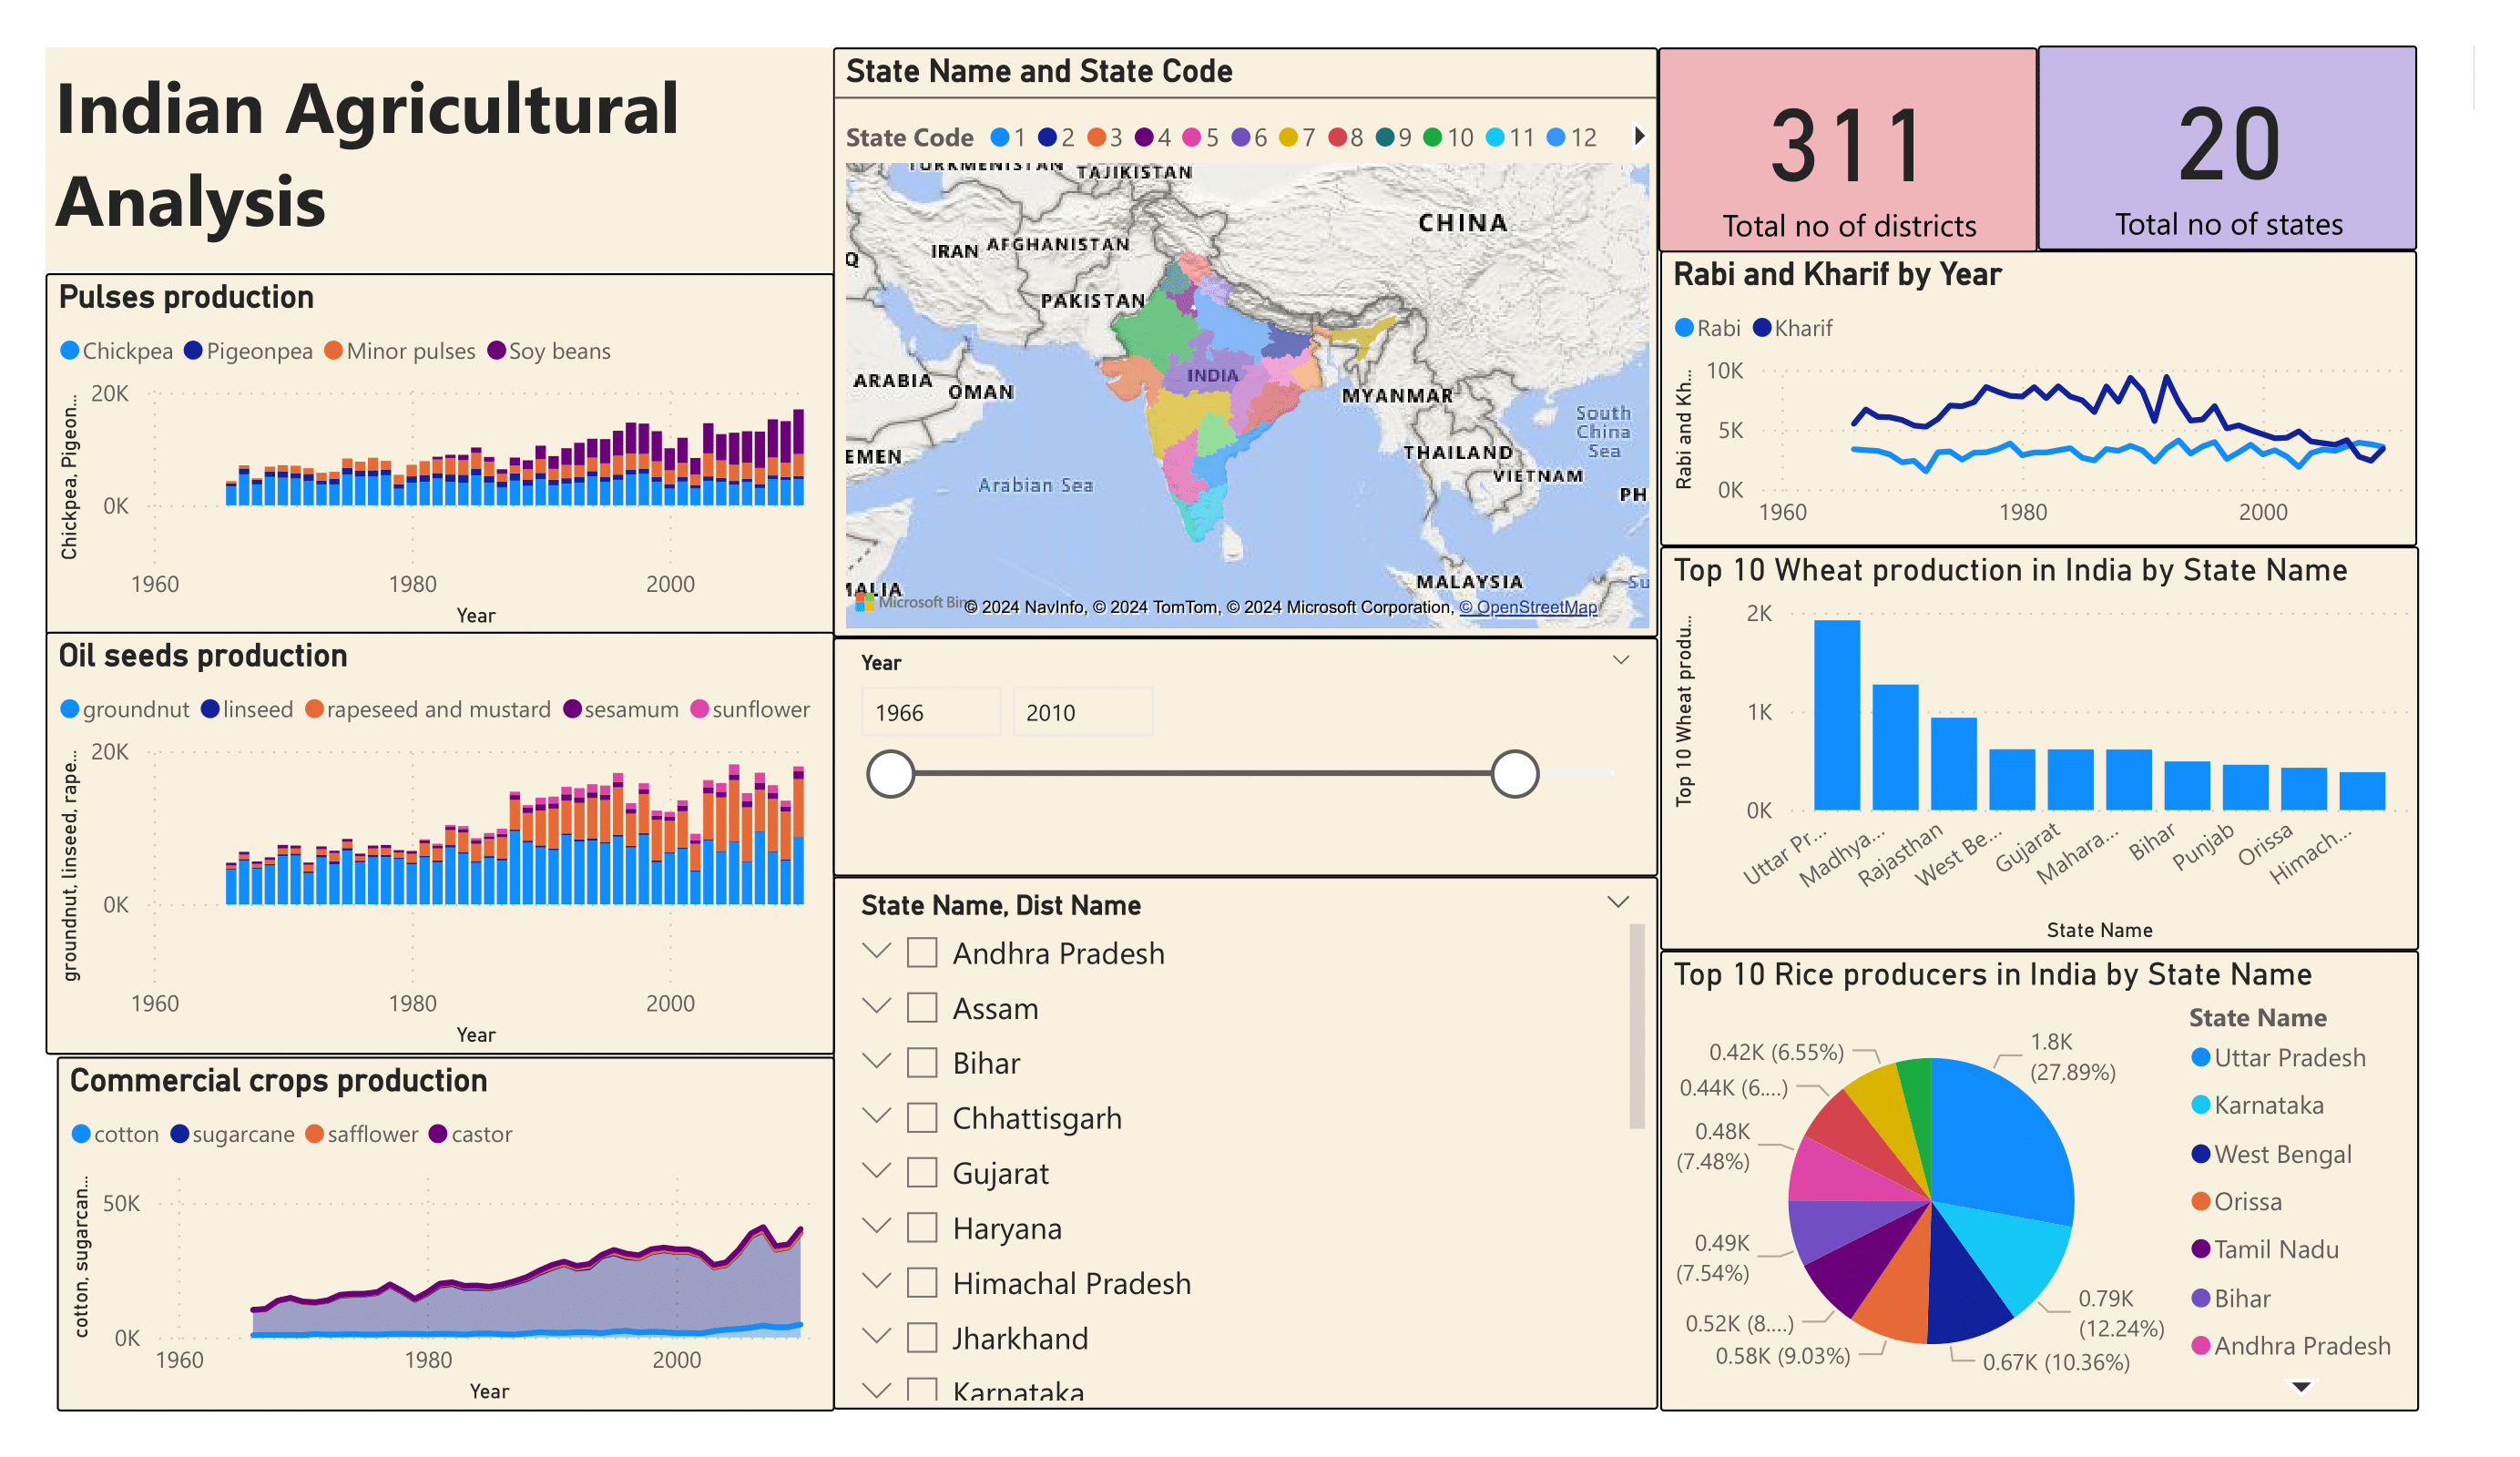 Indian Agricultural
Analysis
Pulses production
Chickpea Pigeonpea Minor pulses Soy beans
Chickpea, Pigeon...
20K
0K
1960 1980 2000
Year
Oil seeds production
groundnut linseed rapeseed and mustard sesamum sunflower
groundnut, linseed, rape...
20K
0K
1960 1980 2000
Year
Commercial crops production
cotton sugarcane safflower castor
cotton, sugarcan...
50K
0K
1960 1980 2000
Year
State Name and State Code
State Code 1 2 3 4 5 6 7 8 9 10 11 12
TURKMENISTAN
TAJIKISTAN
CHINA
IRAN
AFGHANISTAN
Q
PAKISTAN
ARABIA
OMAN
INDIA
MYANMAR
South
China
Sea
EMEN
THAILAND
VIETNAM
Arabian Sea
PH
MALIA
MALAYSIA
Su
Microsoft Bing
© 2024 NavInfo, © 2024 TomTom, © 2024 Microsoft Corporation, © OpenStreetMap
Year
1966 2010
State Name, Dist Name
Andhra Pradesh
Assam
Bihar
Chhattisgarh
Gujarat
Haryana
Himachal Pradesh
Jharkhand
Karnataka
311
Total no of districts
20
Total no of states
Rabi and Kharif by Year
Rabi Kharif
Rabi and Kh...
10K
5K
0K
1960 1980 2000
Top 10 Wheat production in India by State Name
Top 10 Wheat produ...
2K
1K
0K
Uttar Pr... Madhya... Rajasthan West Be... Gujarat Mahara... Bihar Punjab Orissa Himach...
State Name
Top 10 Rice producers in India by State Name
1.8K
(27.89%)
0.79K
(12.24%)
0.67K (10.36%)
0.58K (9.03%)
0.52K (8....)
0.49K
(7.54%)
0.48K
(7.48%)
0.44K (6....)
0.42K (6.55%)
State Name
Uttar Pradesh
Karnataka
West Bengal
Orissa
Tamil Nadu
Bihar
Andhra Pradesh